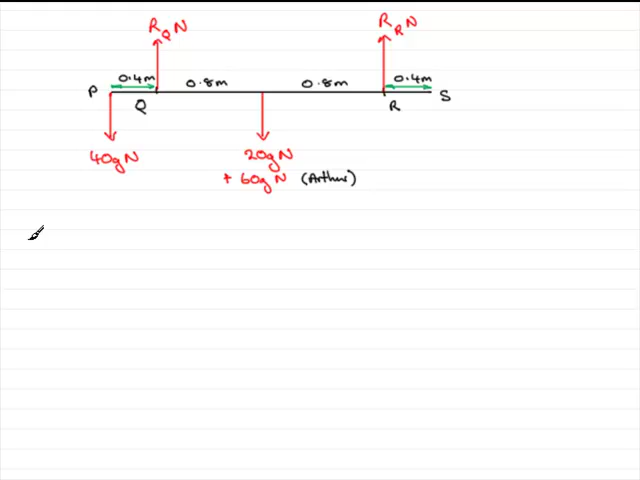 R_Q N R_R N
0.4m 0.8m 0.8m 0.4m
P Q R S
40g N 20g N
+ 60g N (Arthur)